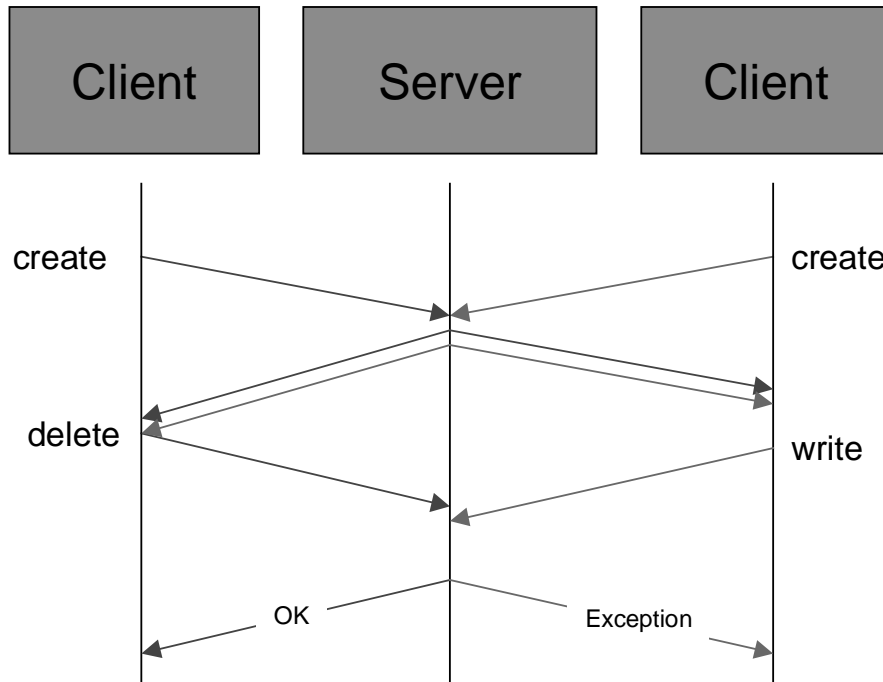 Client
Server
Client
create
create
delete
write
OK
Exception